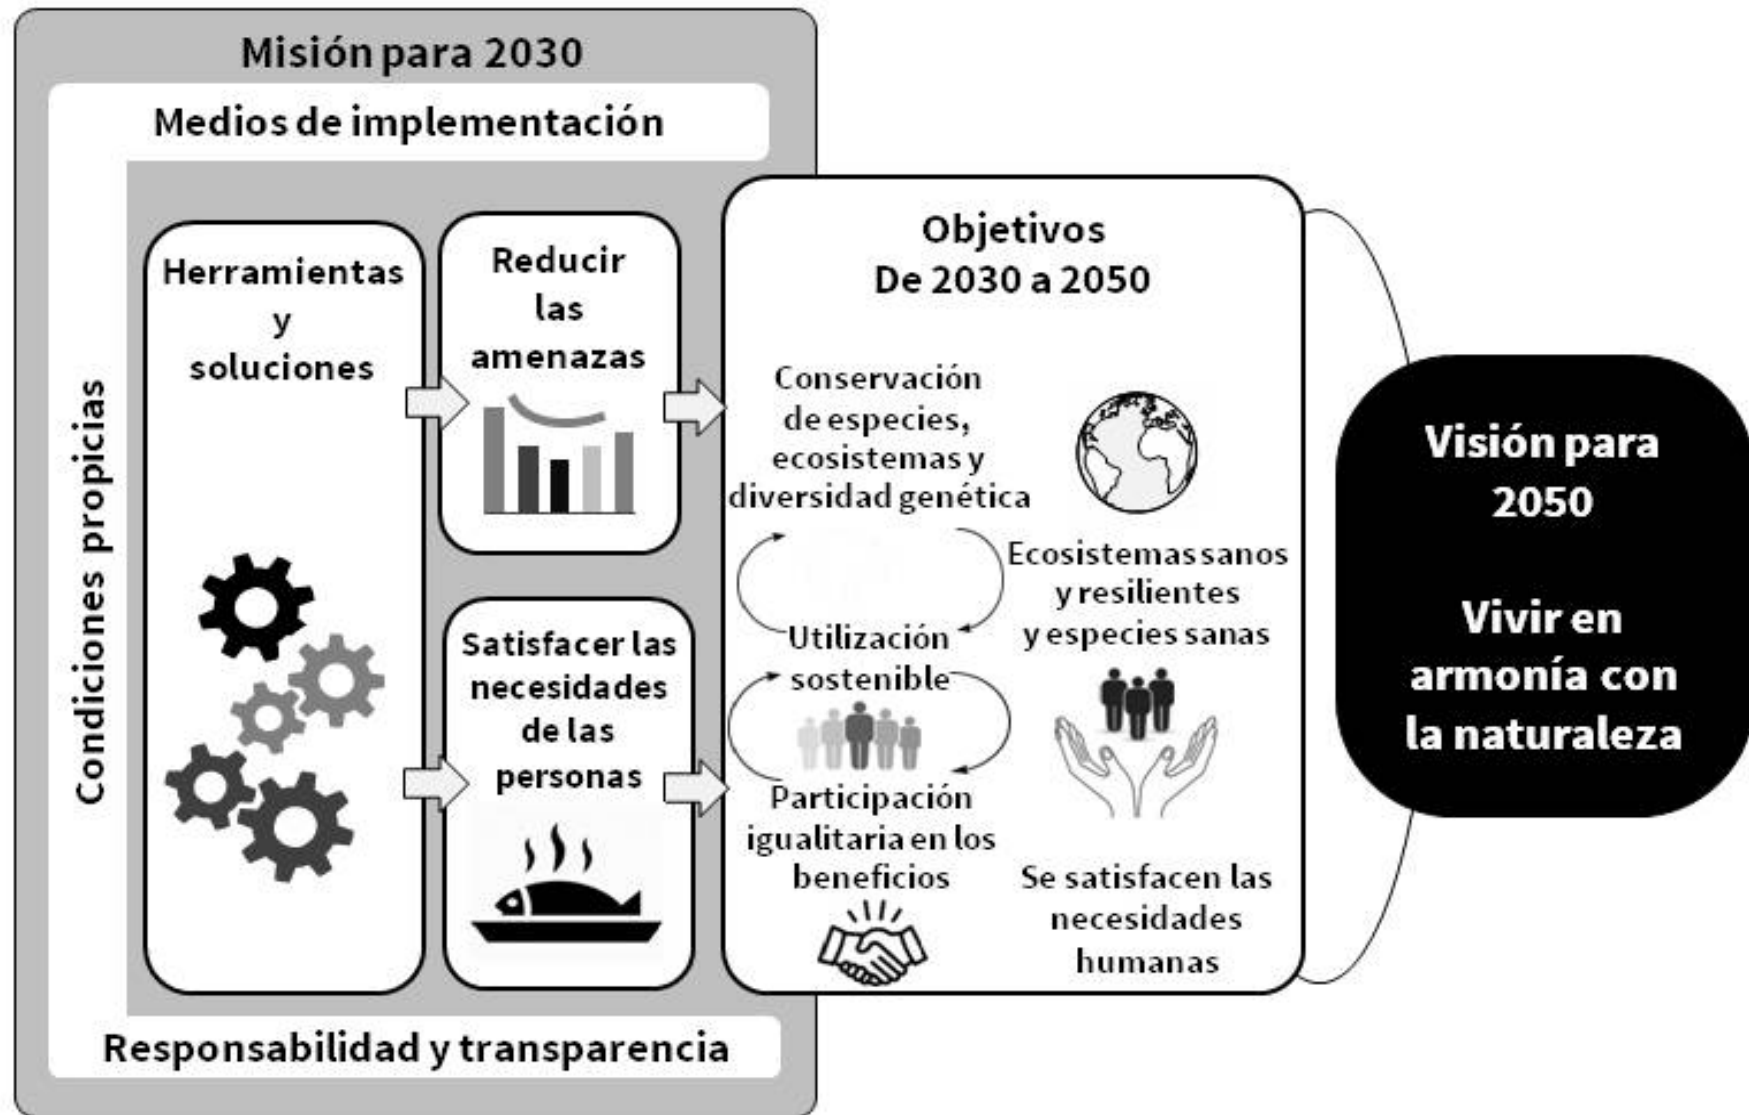 Misión para 2030
Medios de implementación
Condiciones propicias
Herramientas
y
soluciones
Reducir
las
amenazas
Satisfacer las
necesidades
de las
personas
Objetivos
De 2030 a 2050
Conservación
de especies,
ecosistemas y
diversidad genética
Utilización
sostenible
Participación
igualitaria en los
beneficios
Ecosistemas sanos
y resilientes
y especies sanas
Se satisfacen las
necesidades
humanas
Visión para
2050
Vivir en
armonía con
la naturaleza
Responsabilidad y transparencia